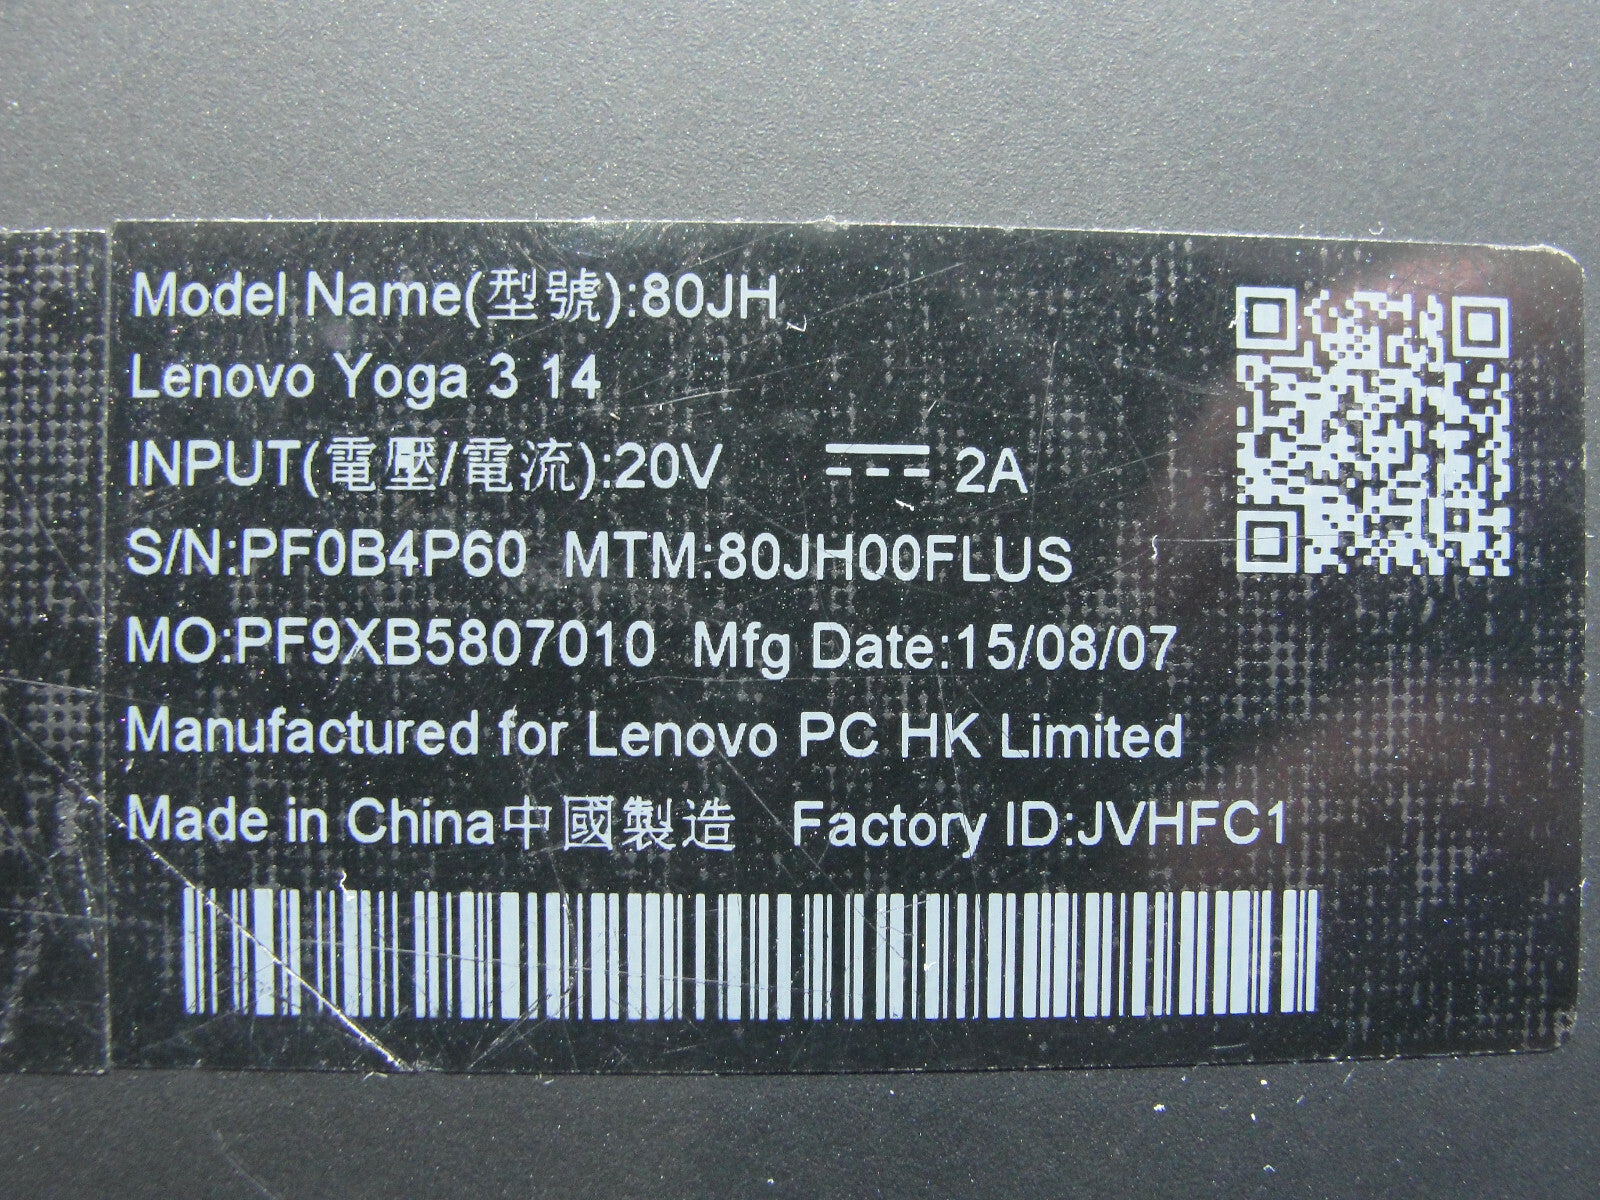 Model Name(型號):80JH
Lenovo Yoga 3 14
INPUT(電壓/電流):20V ⎓ 2A
S/N:PF0B4P60 MTM:80JH00FLUS
MO:PF9XB5807010 Mfg Date:15/08/07
Manufactured for Lenovo PC HK Limited
Made in China中國製造 Factory ID:JVHFC1